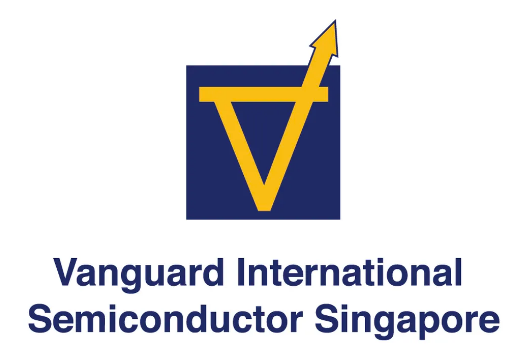 Vanguard International
Semiconductor Singapore